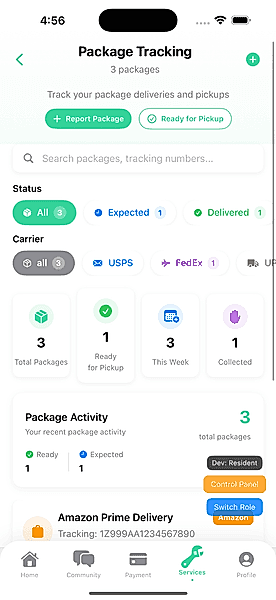 4:56
Package Tracking
3 packages
Track your package deliveries and pickups
+ Report Package
Ready for Pickup
Search packages, tracking numbers...
Status
All 3
Expected 1
Delivered 1
Carrier
all 3
USPS
FedEx 1
UP
3
Total Packages
1
Ready
for Pickup
3
This Week
1
Collected
Package Activity
Your recent package activity
3
total packages
Ready
1
Expected
1
Dev: Resident
Control Panel
Switch Role
Amazon Prime Delivery
Amazon
Tracking: 1Z999AA1234567890
Home
Community
Payment
Services
Profile